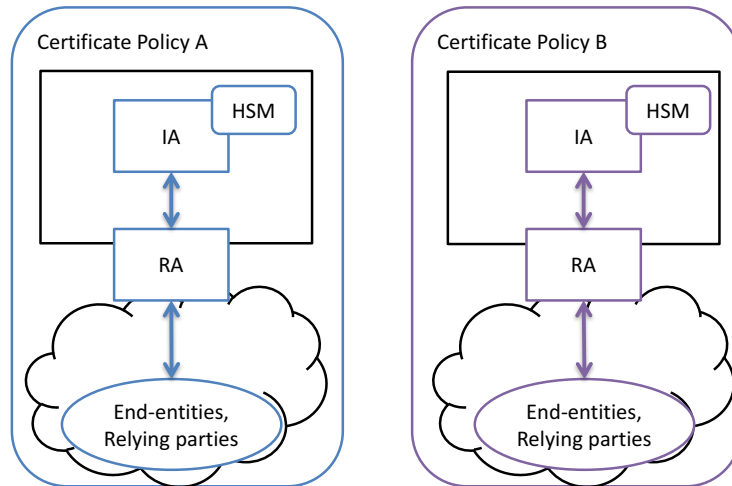 Certificate Policy A
HSM
IA
RA
End-entities,
Relying parties
Certificate Policy B
HSM
IA
RA
End-entities,
Relying parties